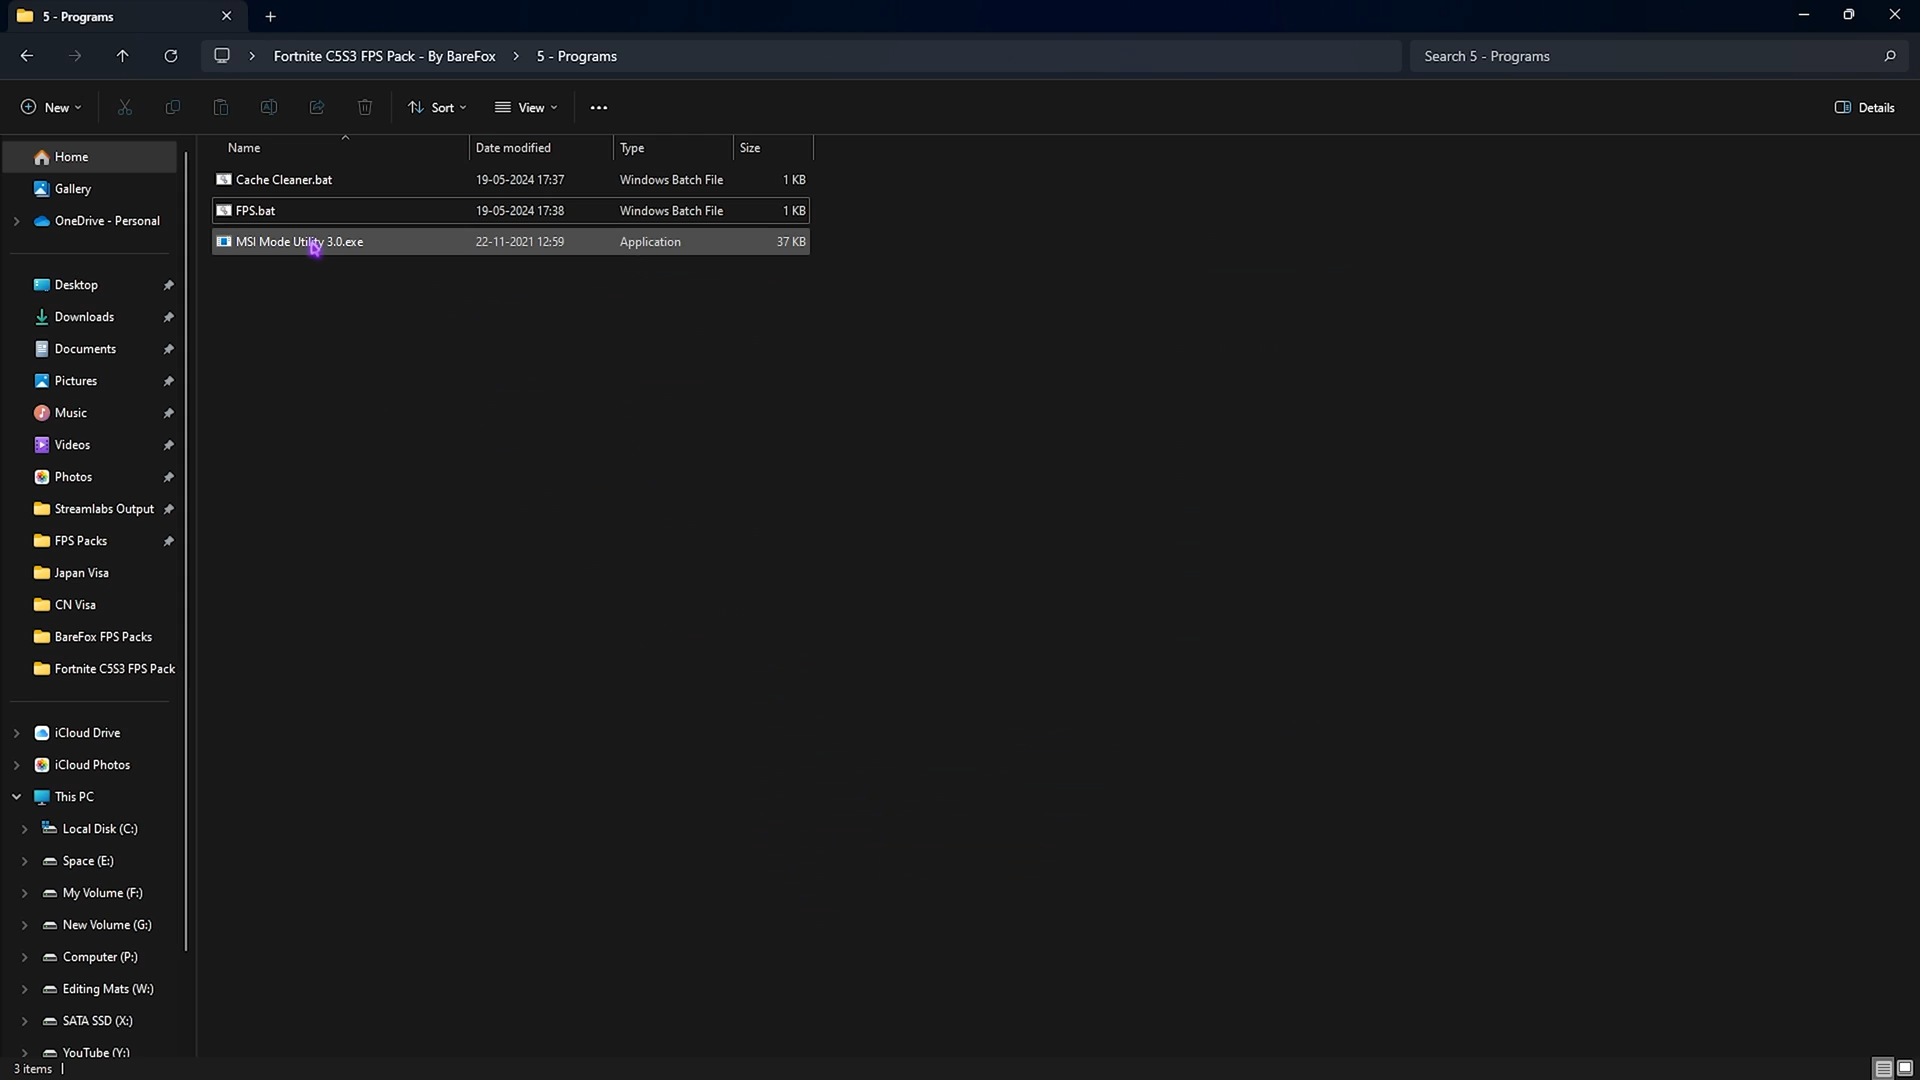 5 - Programs
Fortnite C5S3 FPS Pack - By BareFox > 5 - Programs
Search 5 - Programs
New
Sort
View
Details
Name Date modified Type Size
Cache Cleaner.bat 19-05-2024 17:37 Windows Batch File 1 KB
FPS.bat 19-05-2024 17:38 Windows Batch File 1 KB
MSI Mode Utility 3.0.exe 22-11-2021 12:59 Application 37 KB
Home
Gallery
OneDrive - Personal
Desktop
Downloads
Documents
Pictures
Music
Videos
Photos
Streamlabs Output
FPS Packs
Japan Visa
CN Visa
BareFox FPS Packs
Fortnite C5S3 FPS Pack
iCloud Drive
iCloud Photos
This PC
Local Disk (C:)
Space (E:)
My Volume (F:)
New Volume (G:)
Computer (P:)
Editing Mats (W:)
SATA SSD (X:)
YouTube (Y:)
3 items